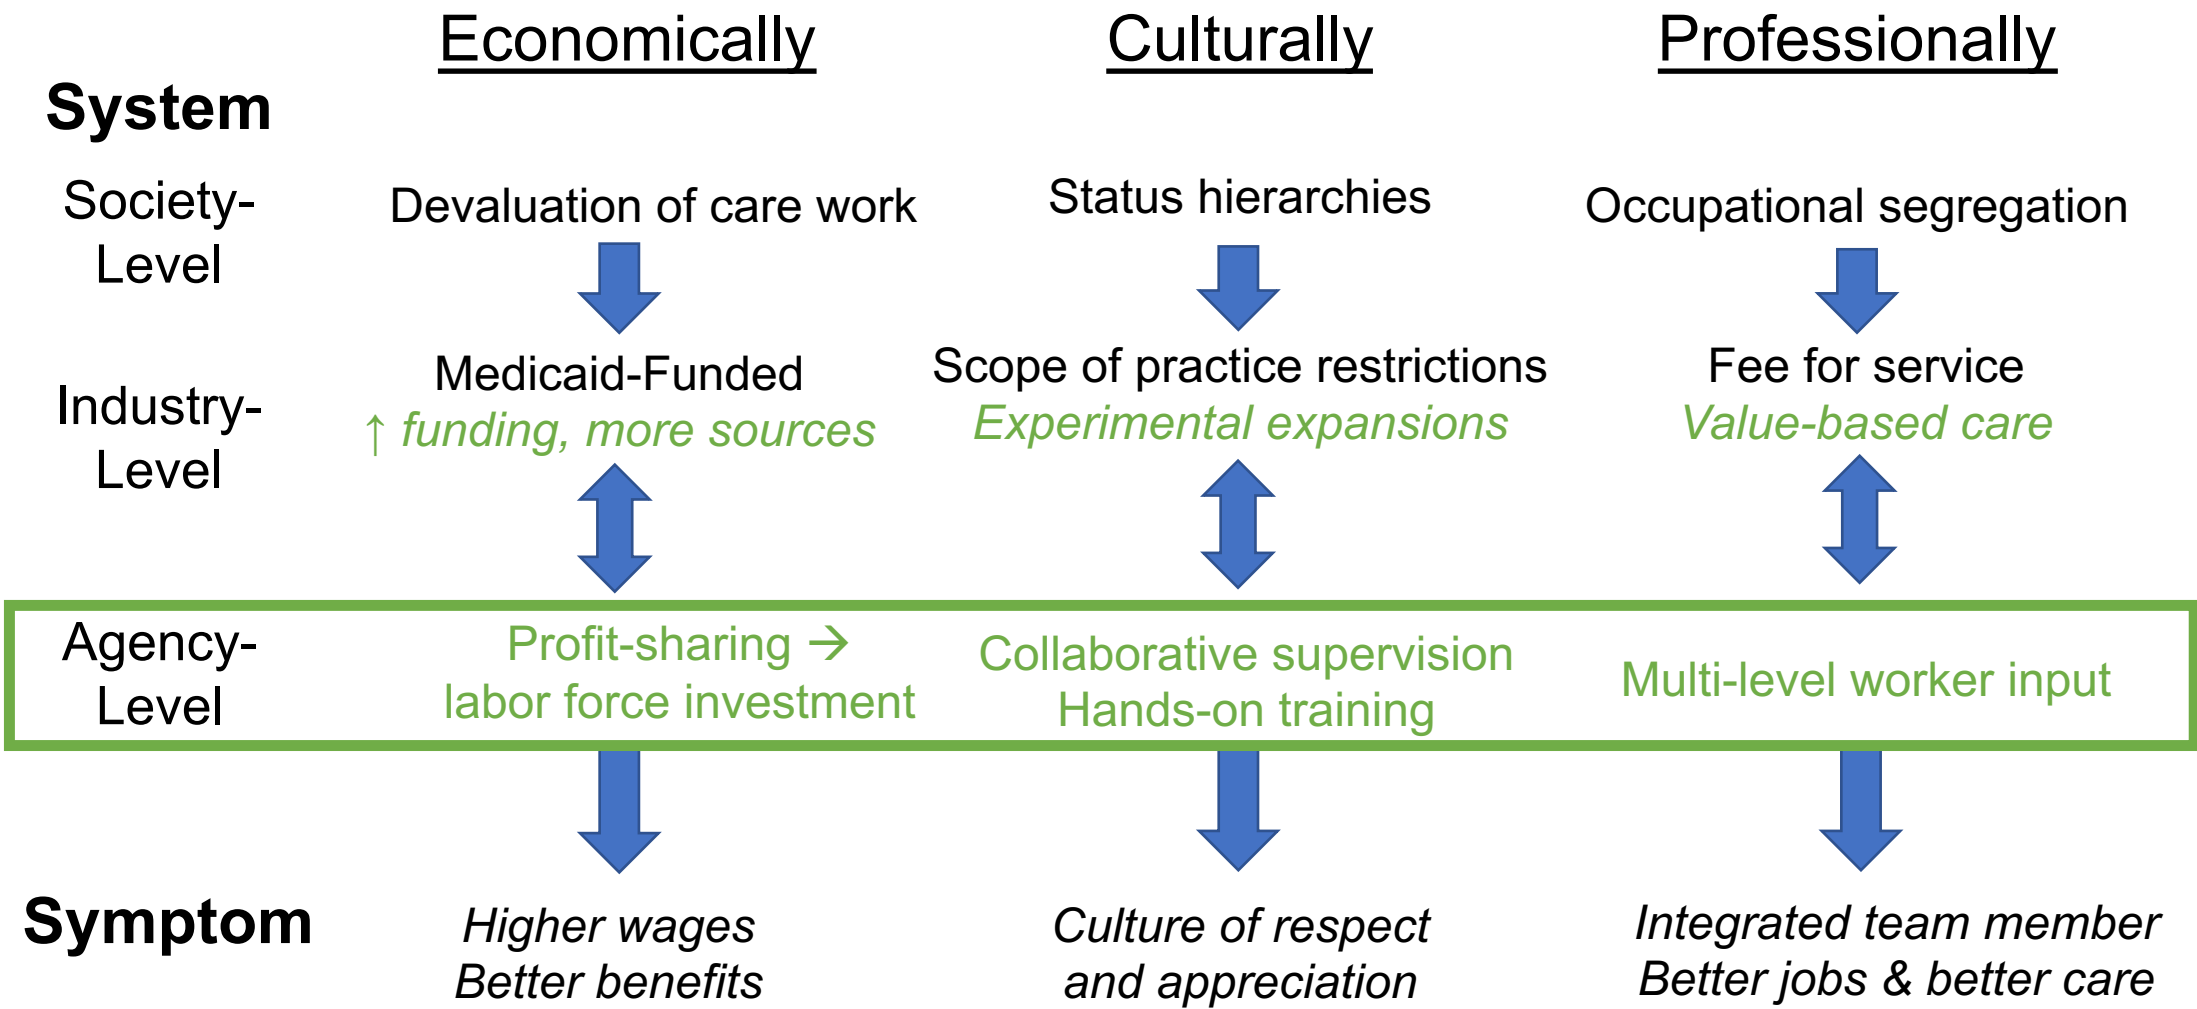 Economically Culturally Professionally
System
Society-
Level
Devaluation of care work
Status hierarchies
Occupational segregation
Industry-
Level
Medicaid-Funded
↑ funding, more sources
Scope of practice restrictions
Experimental expansions
Fee for service
Value-based care
Agency-
Level
Profit-sharing →
labor force investment
Collaborative supervision
Hands-on training
Multi-level worker input
Symptom
Higher wages
Better benefits
Culture of respect
and appreciation
Integrated team member
Better jobs & better care